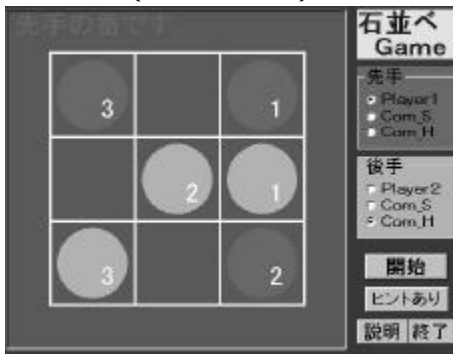 先手の番です。
石並べ
Game
先手
Player1
Com_S
Com_H
3
1
2
1
3
2
後手
Player2
Com_S
Com_H
開始
ヒントあり
説明 終了